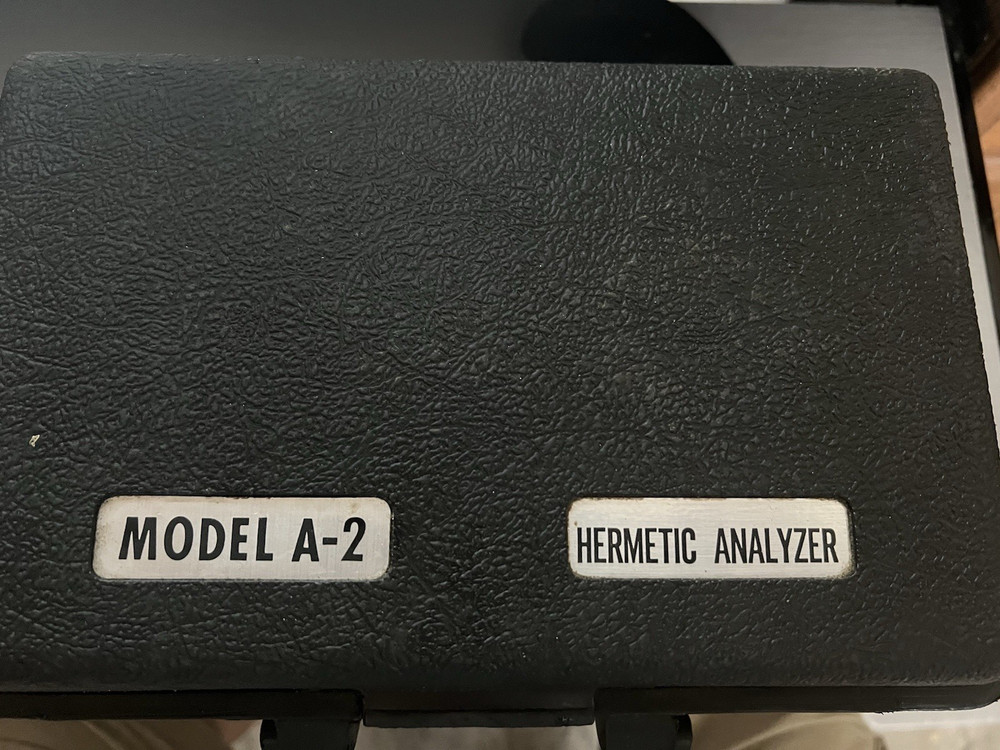 MODEL A-2
HERMETIC ANALYZER